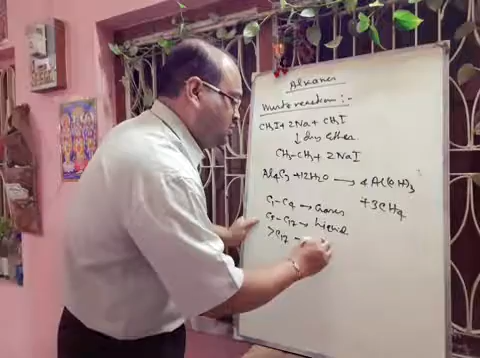 Alkanes
Wurtz reaction :-
CH3I + 2Na + CH3I
↓ dry ether
CH3-CH3 + 2NaI
Al4C3 + 12H2O → 4Al(OH)3
+ 3CH4
C1-C4 → Gases
C5-C17 → Liquid
>C17 →